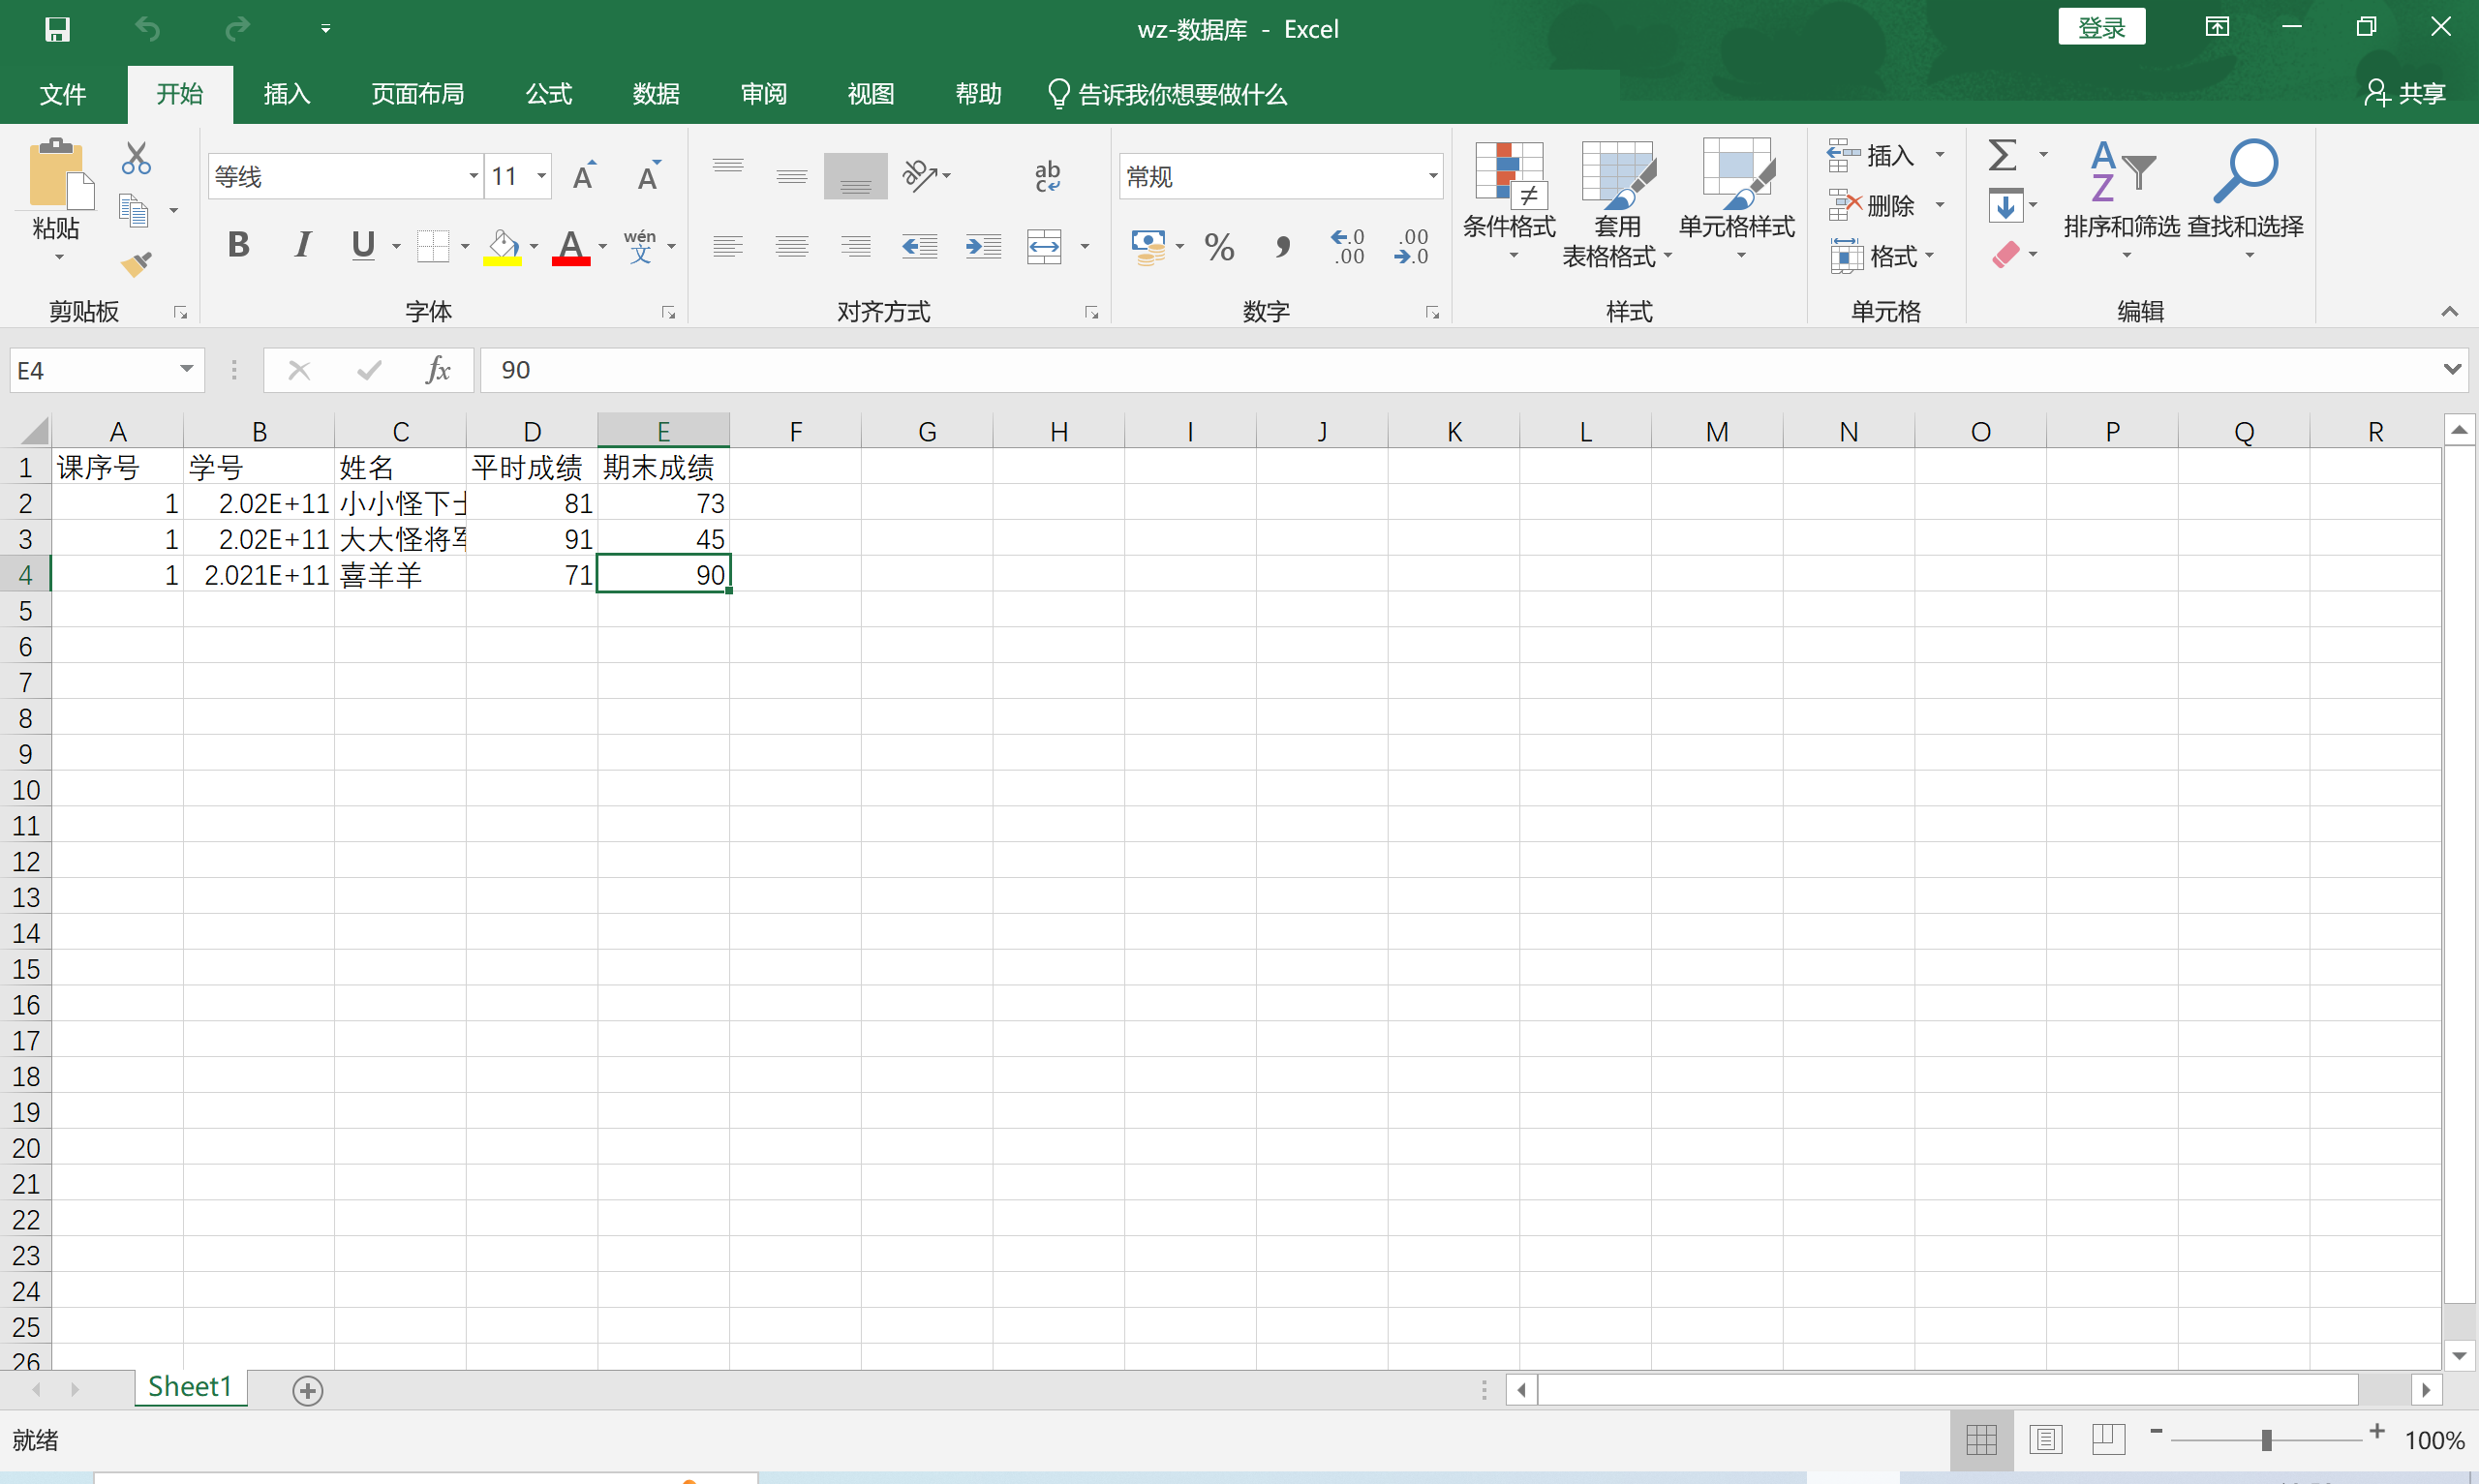 wz-数据库 - Excel
登录
文件 开始 插入 页面布局 公式 数据 审阅 视图 帮助 告诉我你想要做什么 共享
粘贴
等线 11
B I U A wén 文
ab
ab c
常规
% , .0 .00 .00 .0
≠
条件格式 套用 表格格式 单元格样式
插入
删除
格式
Σ
A Z
排序和筛选 查找和选择
剪贴板 字体 对齐方式 数字 样式 单元格 编辑
E4 fx 90
A B C D E F G H I J K L M N O P Q R
1 课序号 学号 姓名 平时成绩 期末成绩
2 1 2.02E+11 小小怪下士 81 73
3 1 2.02E+11 大大怪将军 91 45
4 1 2.021E+11 喜羊羊 71 90
5
6
7
8
9
10
11
12
13
14
15
16
17
18
19
20
21
22
23
24
25
26
Sheet1
就绪 100%